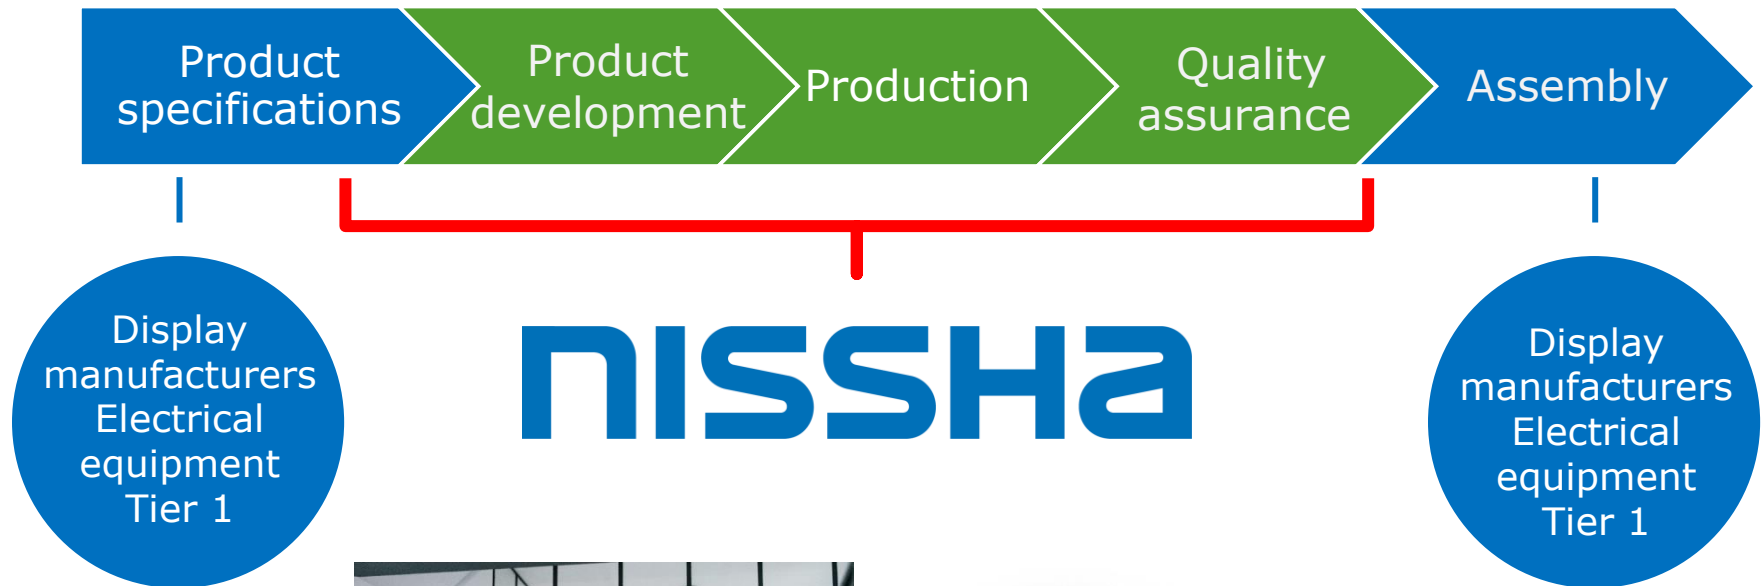 Product
specifications
Product
development
Production
Quality
assurance
Assembly
Display
manufacturers
Electrical
equipment
Tier 1
nissha
Display
manufacturers
Electrical
equipment
Tier 1